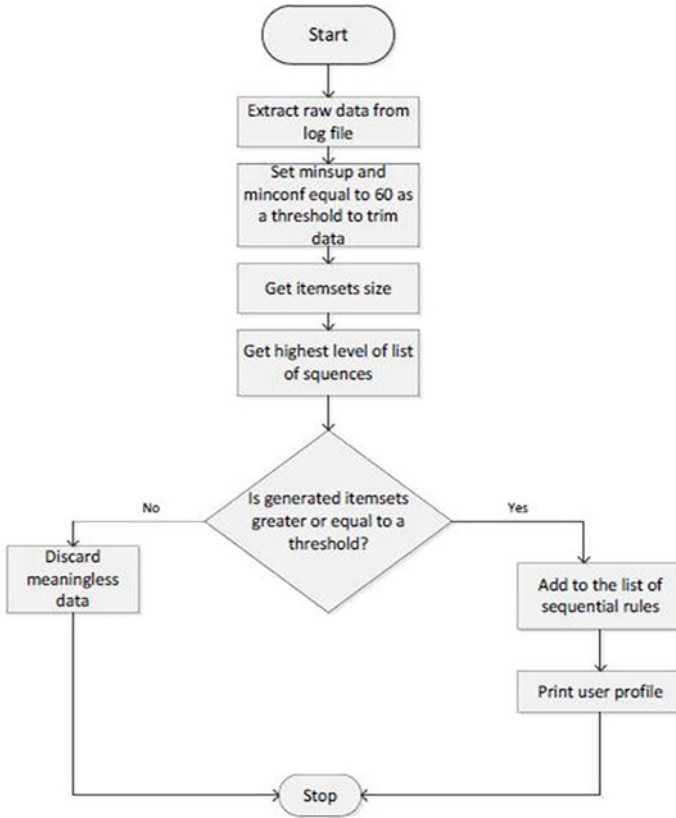 Start
Extract raw data from
log file
Set minsup and
minconf equal to 60 as
a threshold to trim
data
Get itemsets size
Get highest level of list
of squences
Is generated itemsets
greater or equal to a
threshold?
No
Yes
Discard
meaningless
data
Add to the list of
sequential rules
Print user profile
Stop